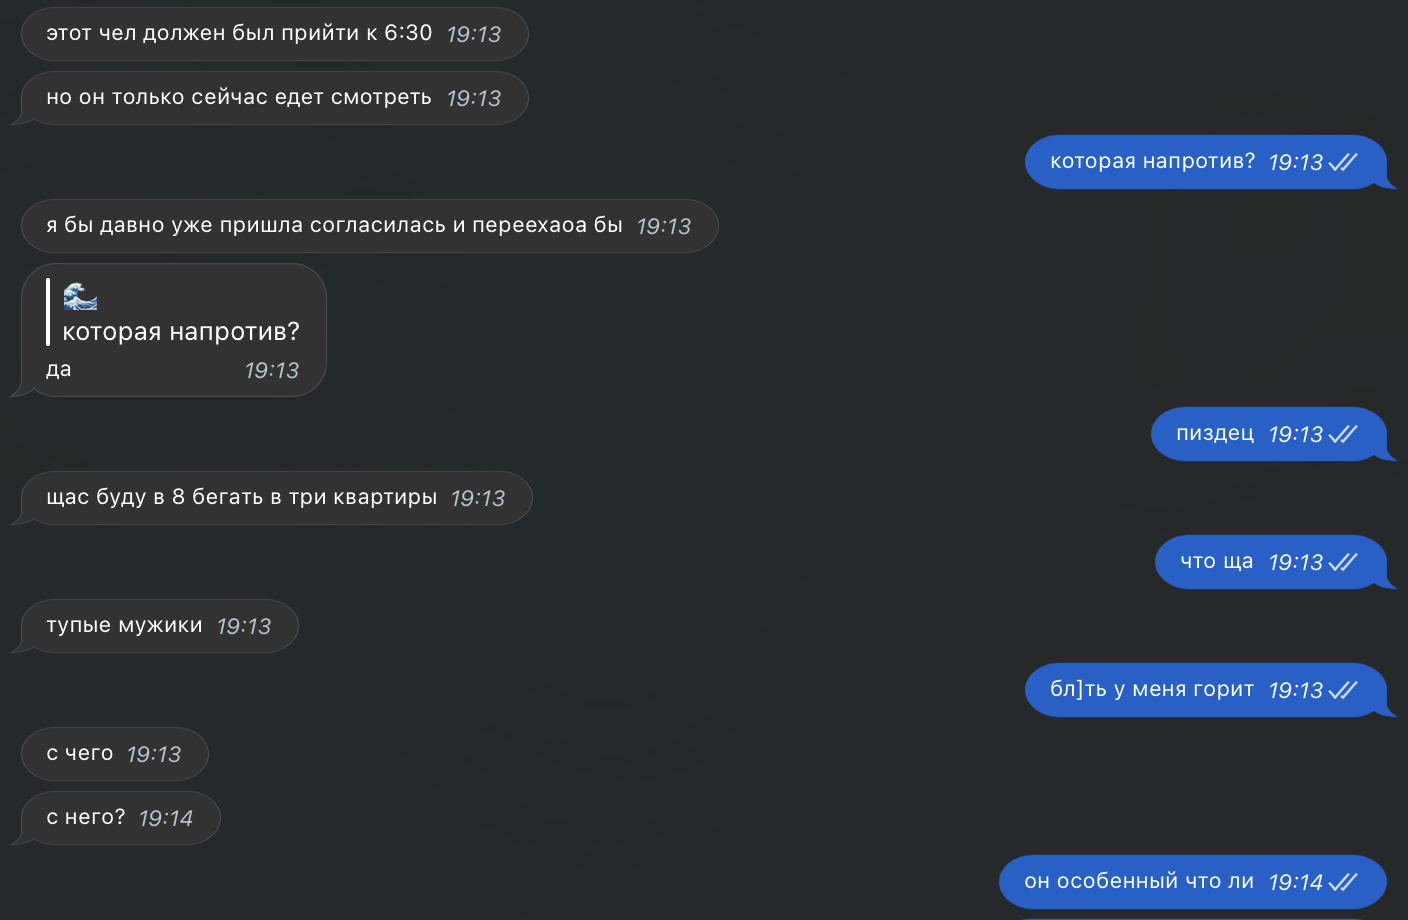 этот чел должен был прийти к 6:30 19:13
но он только сейчас едет смотреть 19:13
которая напротив? 19:13
я бы давно уже пришла согласилась и переехаоа бы 19:13
🌊
которая напротив?
да 19:13
пиздец 19:13
щас буду в 8 бегать в три квартиры 19:13
что ща 19:13
тупые мужики 19:13
бл]ть у меня горит 19:13
с чего 19:13
с него? 19:14
он особенный что ли 19:14